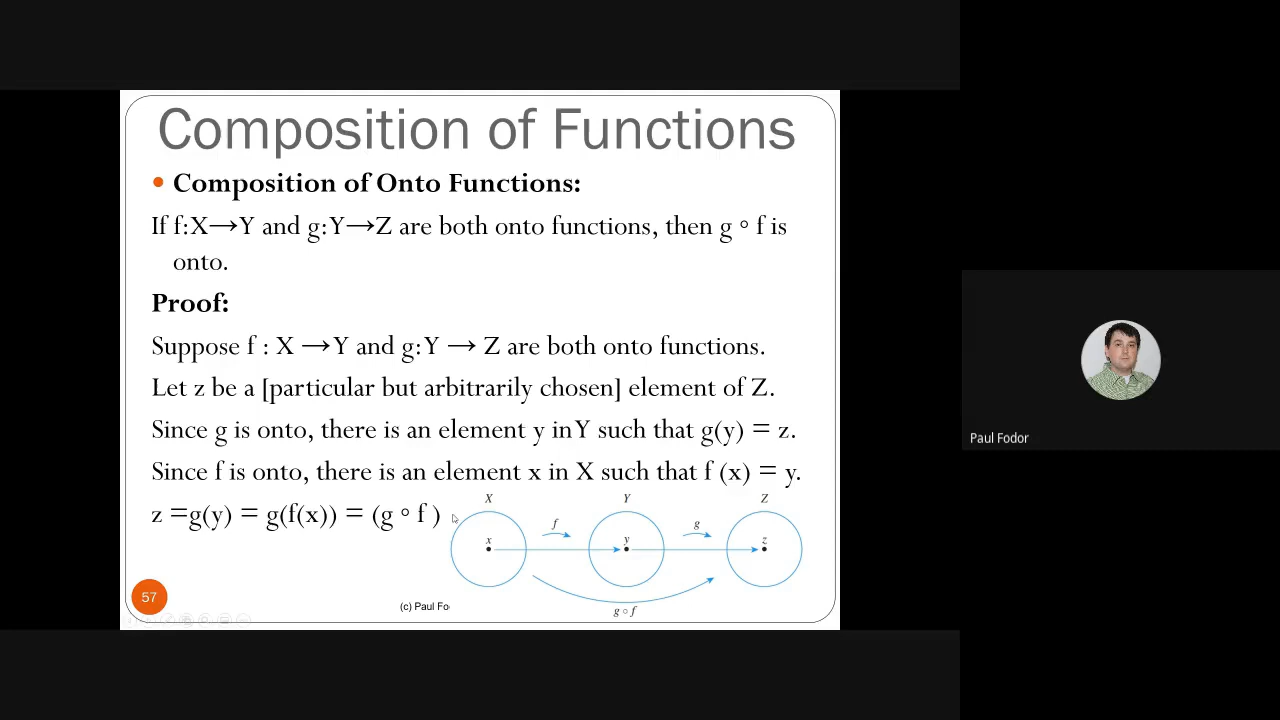 Composition of Functions
• Composition of Onto Functions:
If f:X→Y and g:Y→Z are both onto functions, then g ∘ f is
onto.
Proof:
Suppose f : X →Y and g:Y → Z are both onto functions.
Let z be a [particular but arbitrarily chosen] element of Z.
Since g is onto, there is an element y in Y such that g(y) = z.
Since f is onto, there is an element x in X such that f (x) = y.
z =g(y) = g(f(x)) = (g ∘ f )
X Y Z
f g
x y z
g ∘ f
57
(c) Paul Fo
Paul Fodor